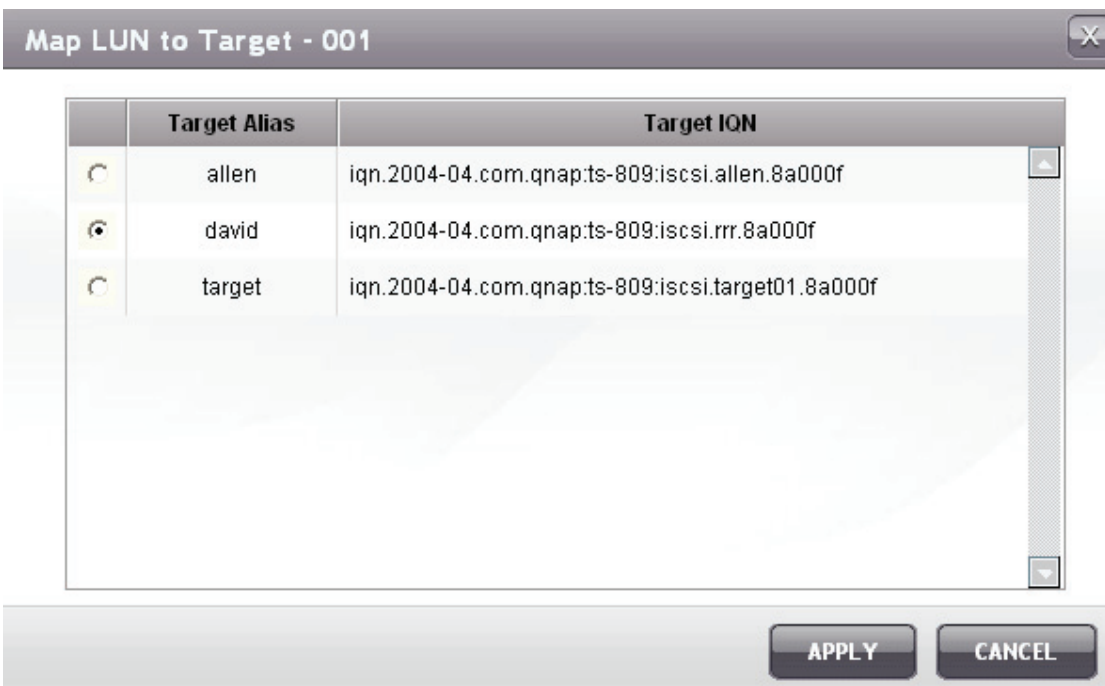 Map LUN to Target - 001
X
Target Alias Target IQN
allen iqn.2004-04.com.qnap:ts-809:iscsi.allen.8a000f
david iqn.2004-04.com.qnap:ts-809:iscsi.rrr.8a000f
target iqn.2004-04.com.qnap:ts-809:iscsi.target01.8a000f
APPLY CANCEL